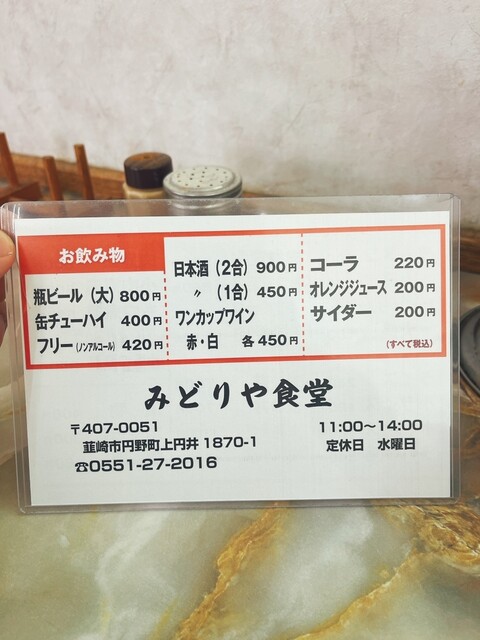 お飲み物
瓶ビール（大）800円
缶チューハイ 400円
フリー（ノンアルコール）420円
日本酒（2合）900円
〃（1合）450円
ワンカップワイン
赤・白 各450円
コーラ 220円
オレンジジュース 200円
サイダー 200円
（すべて税込）
みどりや食堂
〒407-0051
韮崎市円野町上円井1870-1
☎0551-27-2016
11:00〜14:00
定休日 水曜日